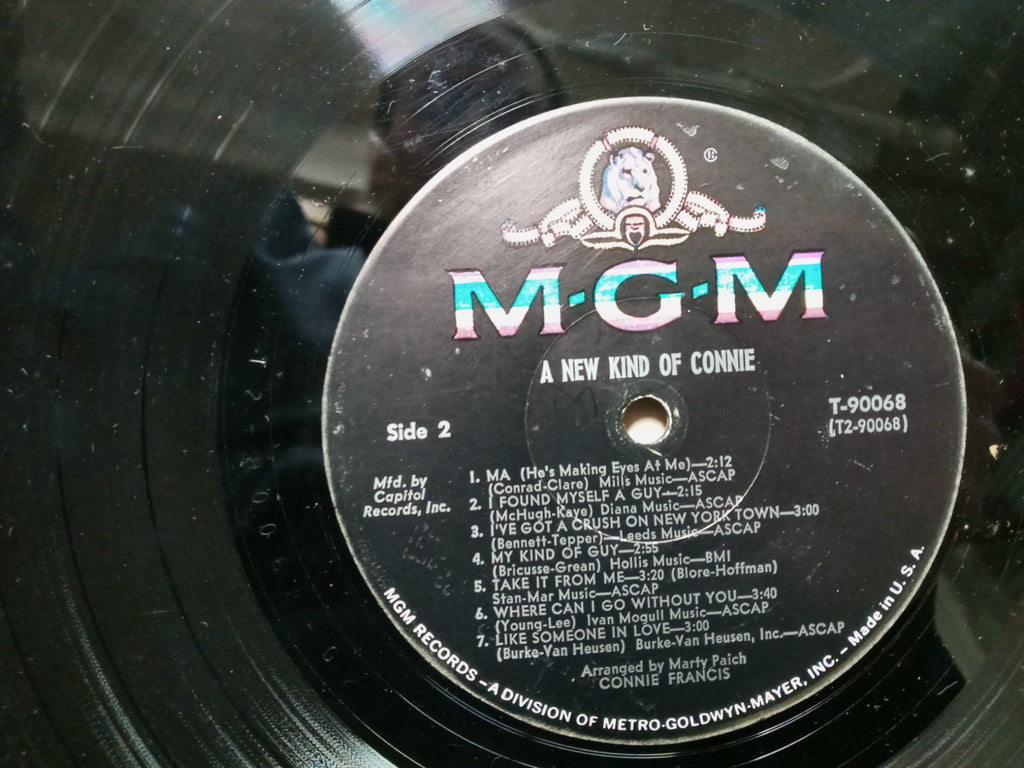 ®
M-G-M
A NEW KIND OF CONNIE
Side 2
T-90068
(T2-90068)
Mfd. by
Capitol
Records, Inc.
1. MA (He's Making Eyes At Me)—2:12
(Conrad-Clare) Mills Music—ASCAP
2. I FOUND MYSELF A GUY—2:15
(McHugh-Kaye) Diana Music—ASCAP
3. I'VE GOT A CRUSH ON NEW YORK TOWN—3:00
(Bennett-Tepper)—Leeds Music—ASCAP
4. MY KIND OF GUY—2:55
(Bricusse-Grean) Hollis Music—BMI
5. TAKE IT FROM ME—3:20 (Blore-Hoffman)
Stan-Mar Music—ASCAP
6. WHERE CAN I GO WITHOUT YOU—3:40
(Young-Lee) Ivan Mogull Music—ASCAP
7. LIKE SOMEONE IN LOVE—3:00
(Burke-Van Heusen) Burke-Van Heusen, Inc.—ASCAP
Arranged by Marty Paich
CONNIE FRANCIS
MGM RECORDS – A DIVISION OF METRO-GOLDWYN-MAYER, INC. – Made in U. S. A.